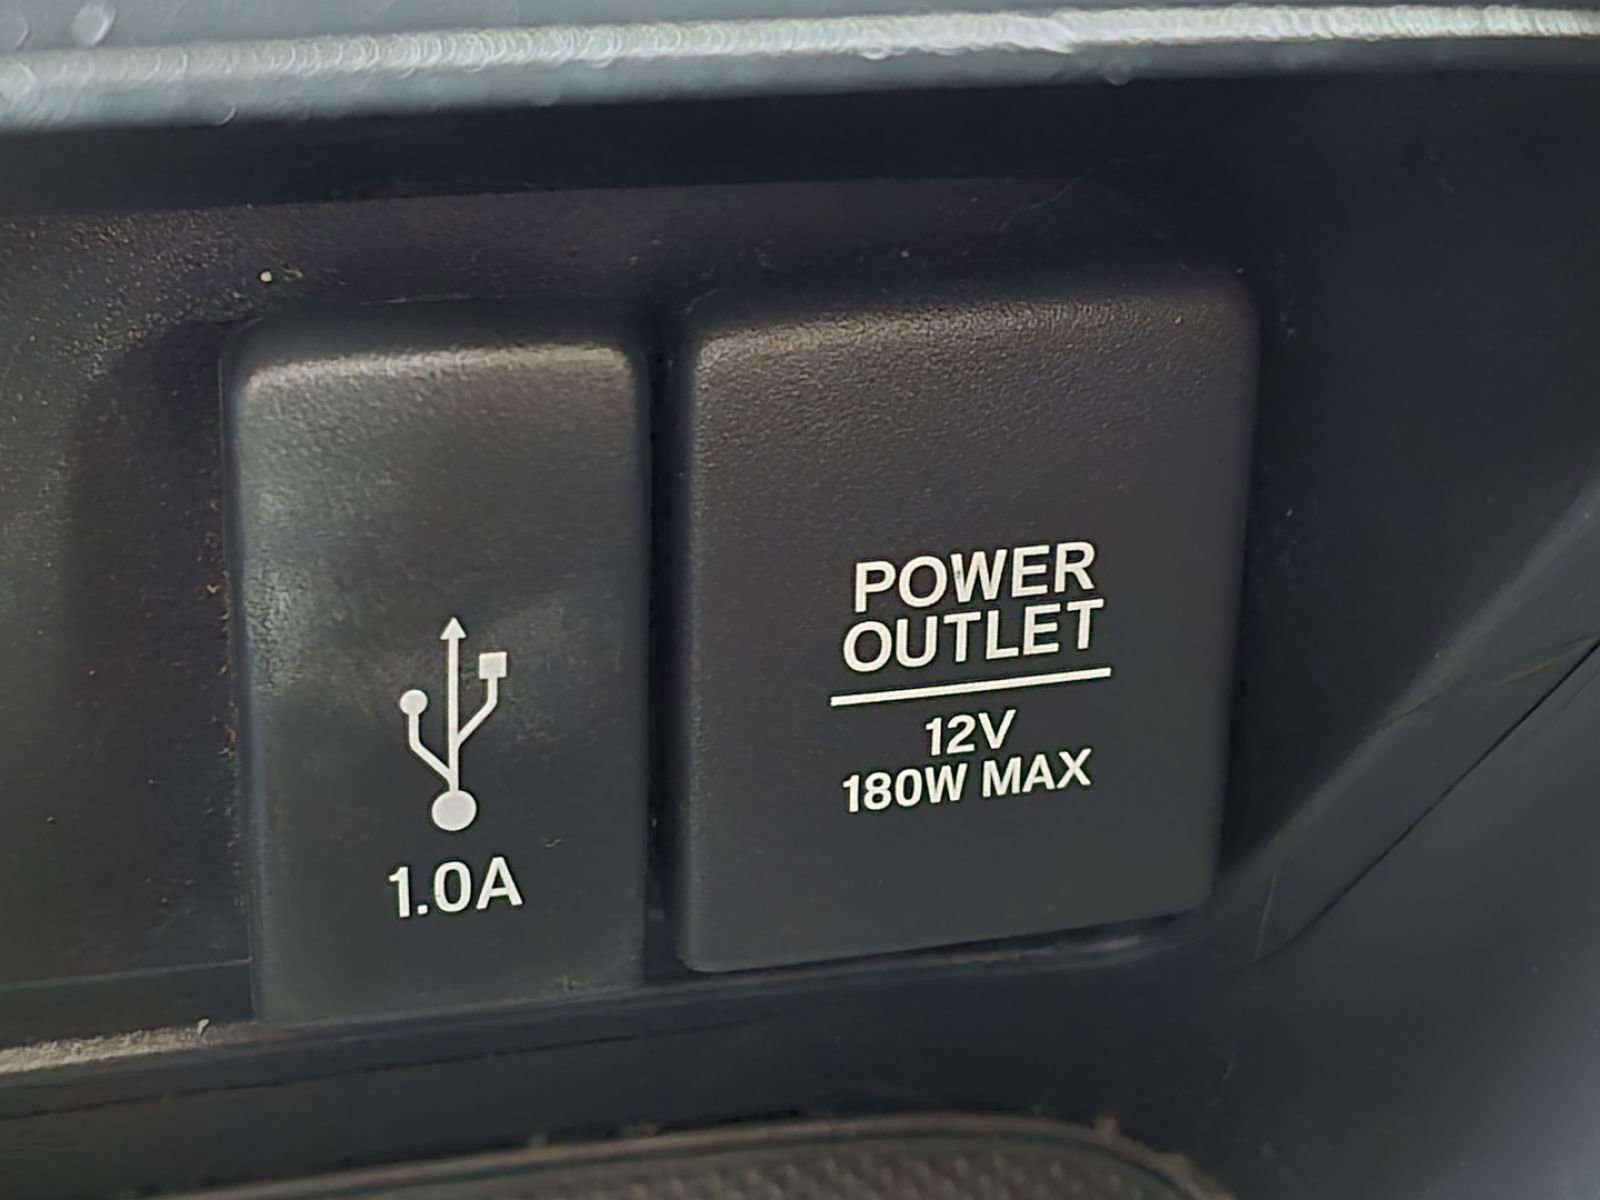 1.0A
POWER
OUTLET
12V
180W MAX